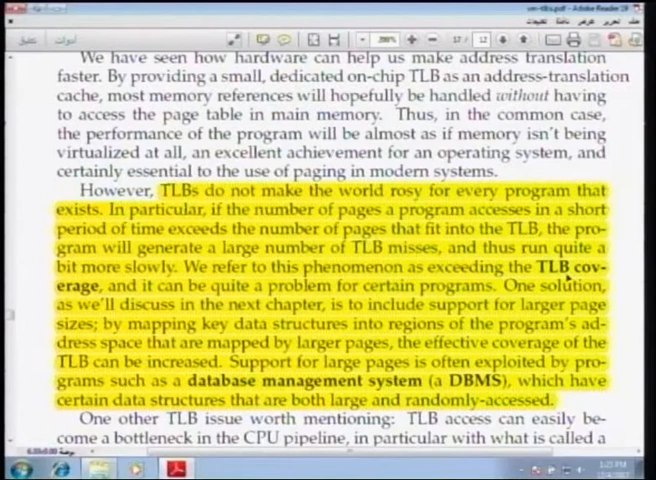 vm-tlbs.pdf - Adobe Reader
17 / 12
We have seen how hardware can help us make address translation
faster. By providing a small, dedicated on-chip TLB as an address-translation
cache, most memory references will hopefully be handled without having
to access the page table in main memory. Thus, in the common case,
the performance of the program will be almost as if memory isn't being
virtualized at all, an excellent achievement for an operating system, and
certainly essential to the use of paging in modern systems.
However, TLBs do not make the world rosy for every program that
exists. In particular, if the number of pages a program accesses in a short
period of time exceeds the number of pages that fit into the TLB, the pro-
gram will generate a large number of TLB misses, and thus run quite a
bit more slowly. We refer to this phenomenon as exceeding the TLB cov-
erage, and it can be quite a problem for certain programs. One solution,
as we'll discuss in the next chapter, is to include support for larger page
sizes; by mapping key data structures into regions of the program's ad-
dress space that are mapped by larger pages, the effective coverage of the
TLB can be increased. Support for large pages is often exploited by pro-
grams such as a database management system (a DBMS), which have
certain data structures that are both large and randomly-accessed.
One other TLB issue worth mentioning: TLB access can easily be-
come a bottleneck in the CPU pipeline, in particular with what is called a